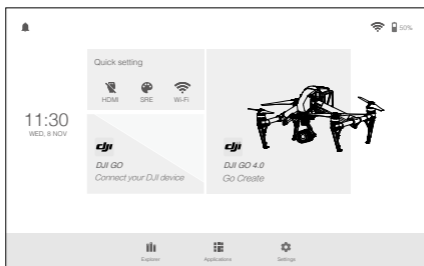 50%
Quick setting
HDMI
SRE
Wi-Fi
11:30
WED, 8 NOV
dji
DJI GO
Connect your DJI device
dji
DJI GO 4.0
Go Create
Explorer
Applications
Settings